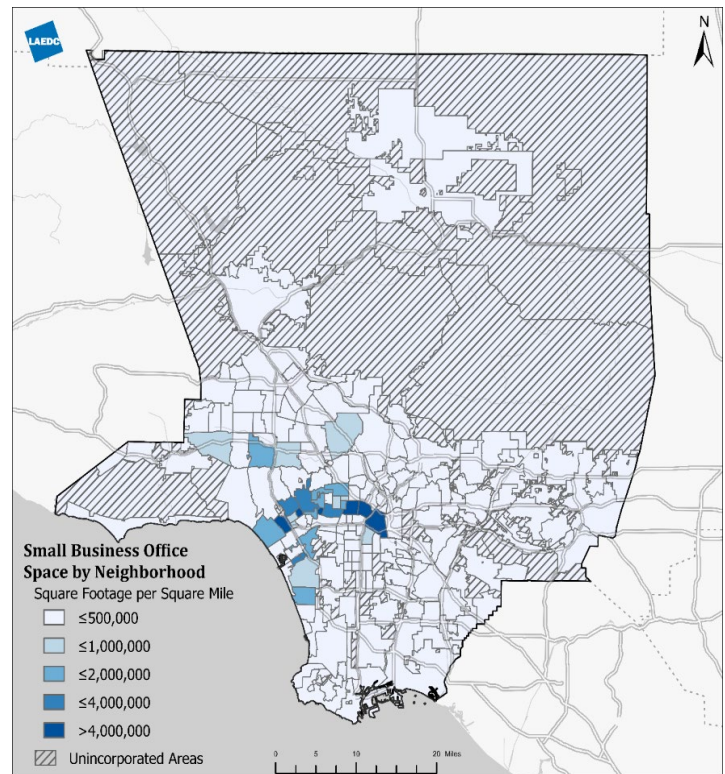 LAEDC
N
Small Business Office
Space by Neighborhood
Square Footage per Square Mile
≤500,000
≤1,000,000
≤2,000,000
≤4,000,000
>4,000,000
Unincorporated Areas
0 5 10 20 Miles